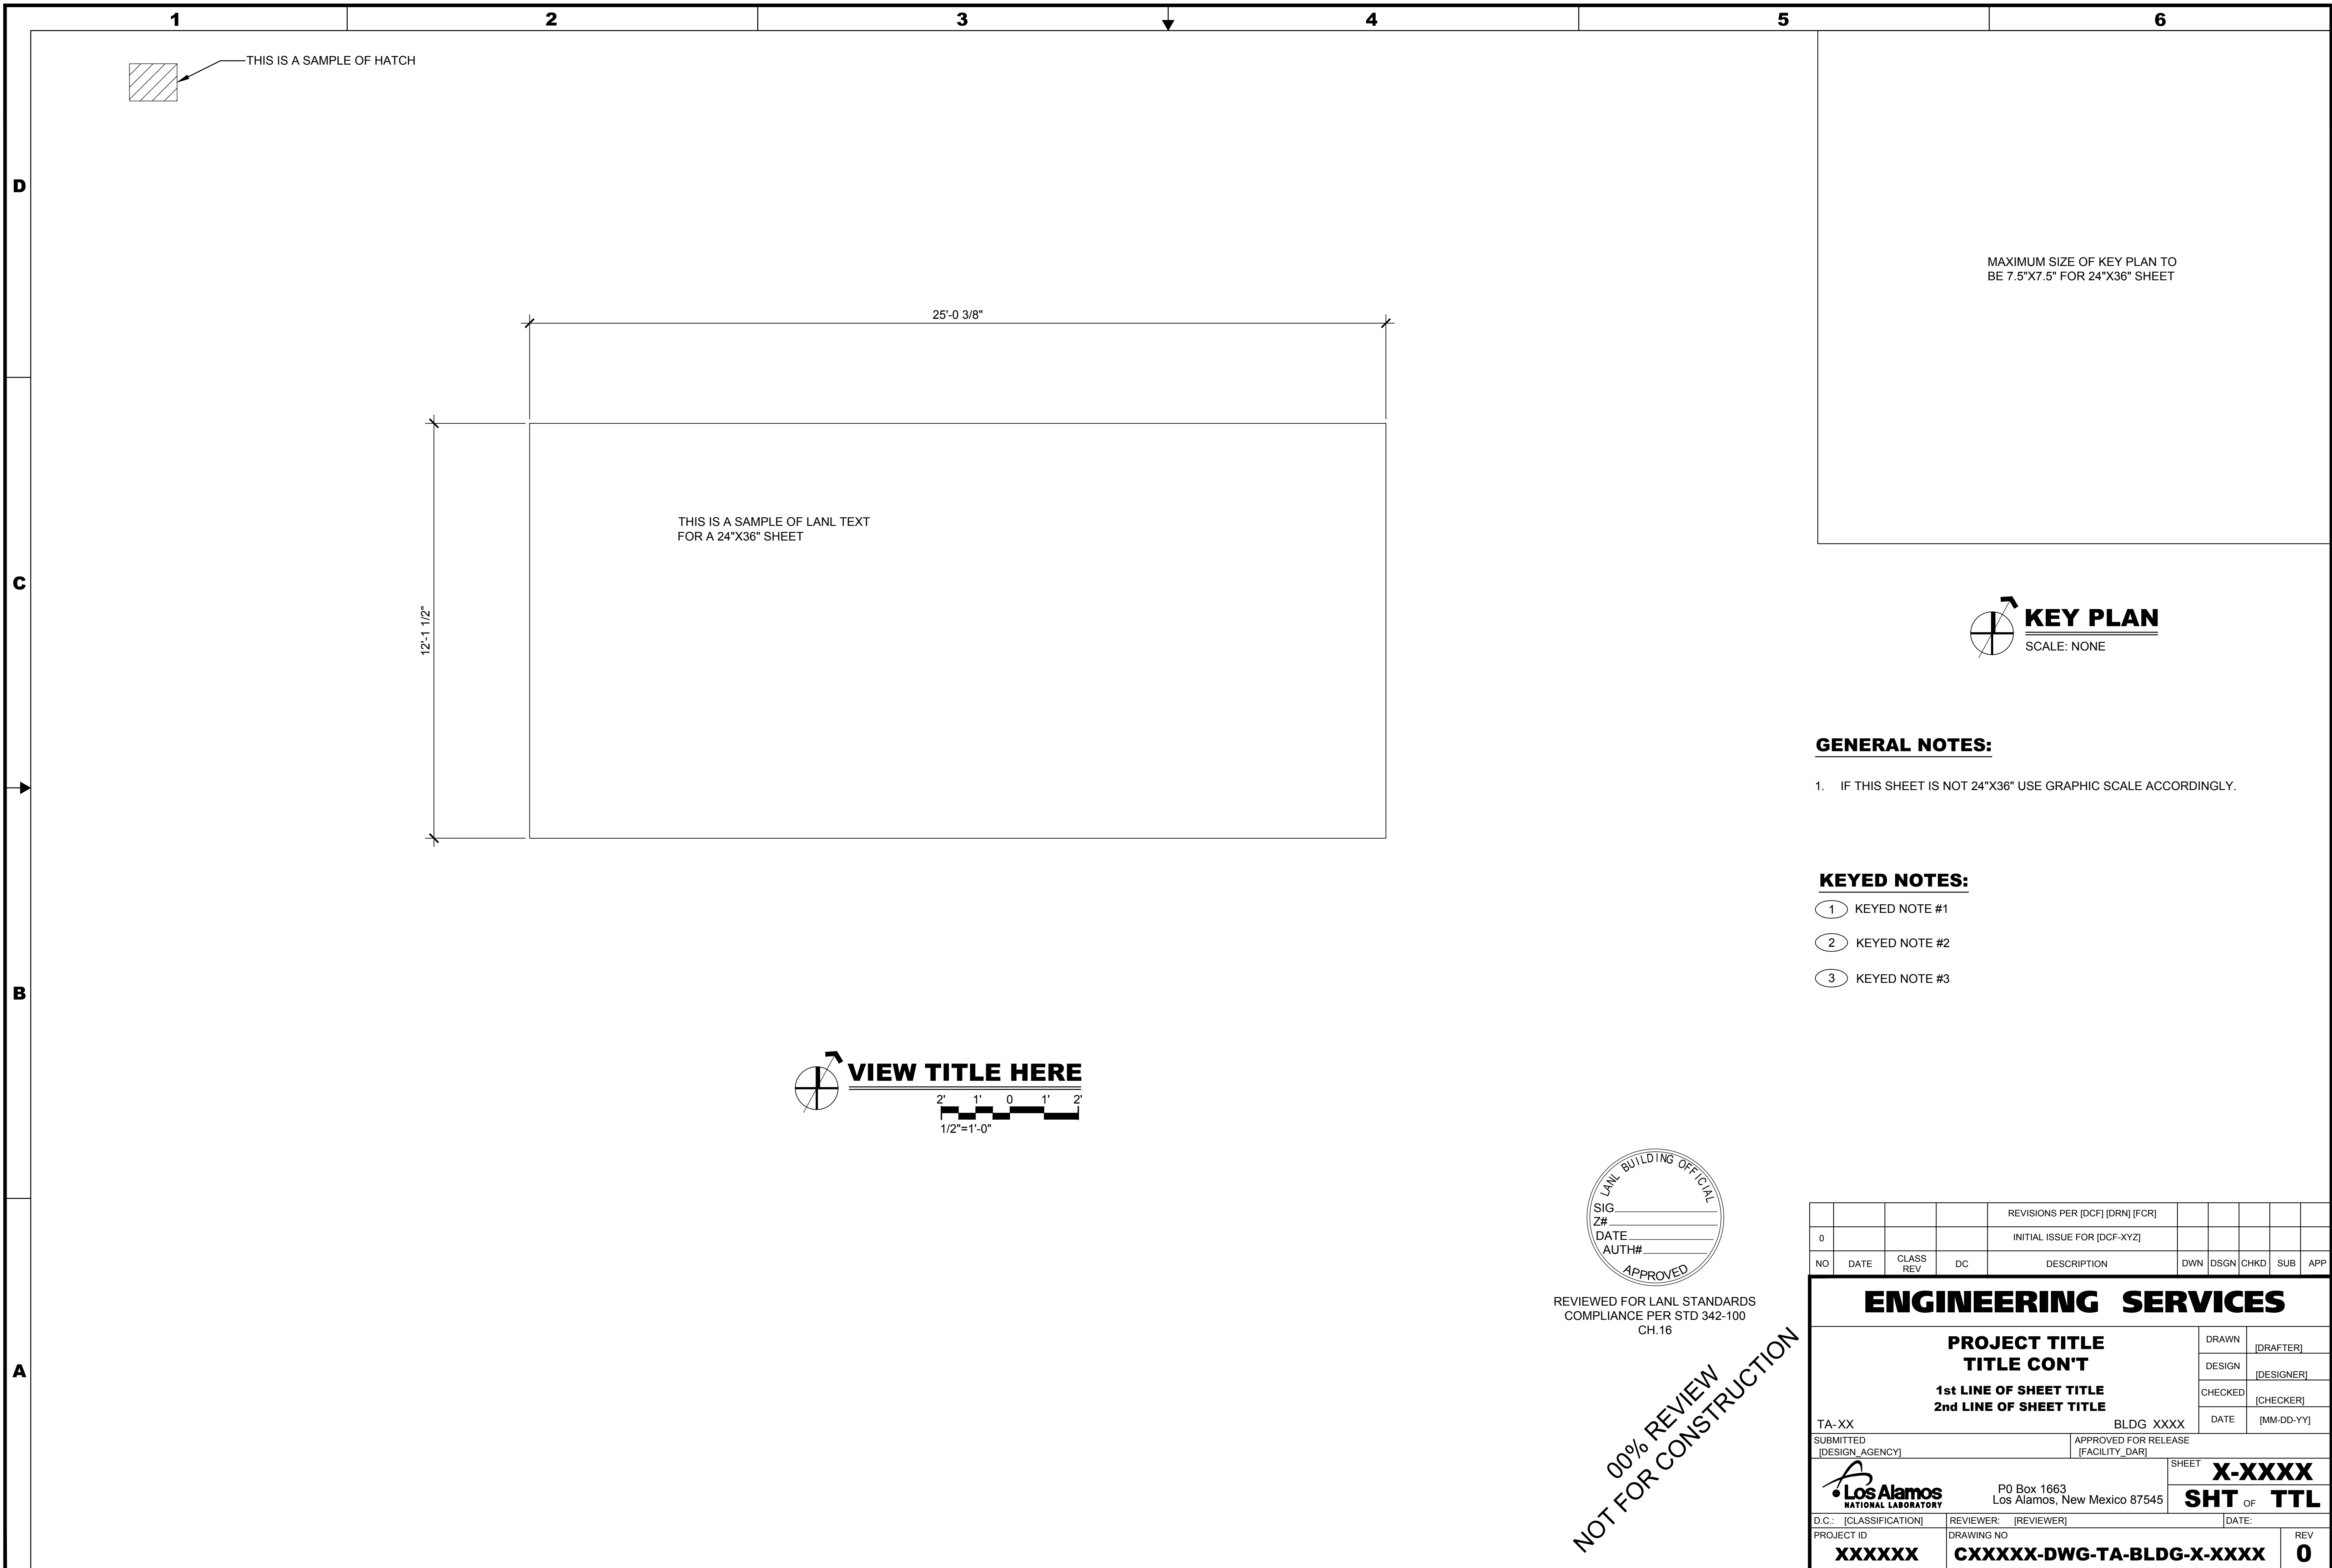 1 2 3 4 5 6
THIS IS A SAMPLE OF HATCH
D
MAXIMUM SIZE OF KEY PLAN TO
BE 7.5"X7.5" FOR 24"X36" SHEET
25'-0 3/8"
THIS IS A SAMPLE OF LANL TEXT
FOR A 24"X36" SHEET
C
12'-1 1/2"
KEY PLAN
SCALE: NONE
GENERAL NOTES:
1. IF THIS SHEET IS NOT 24"X36" USE GRAPHIC SCALE ACCORDINGLY.
KEYED NOTES:
1 KEYED NOTE #1
2 KEYED NOTE #2
3 KEYED NOTE #3
B
VIEW TITLE HERE
2' 1' 0 1' 2'
1/2"=1'-0"
LANL BUILDING OFFICIAL
SIG
Z#
DATE
AUTH#
APPROVED
REVIEWED FOR LANL STANDARDS
COMPLIANCE PER STD 342-100
CH.16
A
00% REVIEW
NOT FOR CONSTRUCTION
REVISIONS PER [DCF] [DRN] [FCR]
0 INITIAL ISSUE FOR [DCF-XYZ]
NO DATE CLASS REV DC DESCRIPTION DWN DSGN CHKD SUB APP
ENGINEERING SERVICES
PROJECT TITLE
TITLE CON'T
1st LINE OF SHEET TITLE
2nd LINE OF SHEET TITLE
TA-XX BLDG XXXX
DRAWN [DRAFTER]
DESIGN [DESIGNER]
CHECKED [CHECKER]
DATE [MM-DD-YY]
SUBMITTED
[DESIGN_AGENCY]
APPROVED FOR RELEASE
[FACILITY_DAR]
Los Alamos
NATIONAL LABORATORY
P0 Box 1663
Los Alamos, New Mexico 87545
SHEET X-XXXX
SHT OF TTL
D.C.: [CLASSIFICATION] REVIEWER: [REVIEWER] DATE:
PROJECT ID
XXXXXX
DRAWING NO
CXXXXX-DWG-TA-BLDG-X-XXXX
REV
0